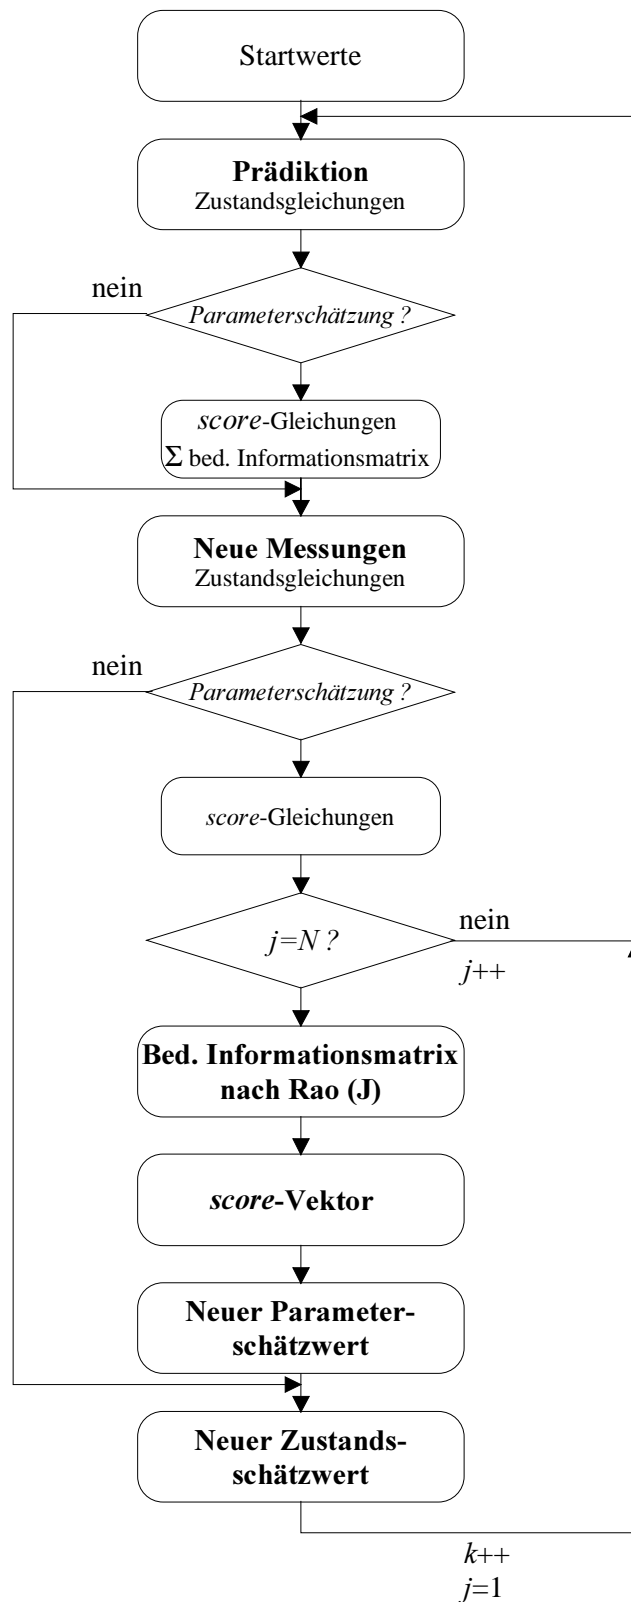 Startwerte
Prädiktion
Zustandsgleichungen
nein
Parameterschätzung ?
score-Gleichungen
Σ bed. Informationsmatrix
Neue Messungen
Zustandsgleichungen
nein
Parameterschätzung ?
score-Gleichungen
j=N ?
nein
j++
Bed. Informationsmatrix
nach Rao (J)
score-Vektor
Neuer Parameter-
schätzwert
Neuer Zustands-
schätzwert
k++
j=1